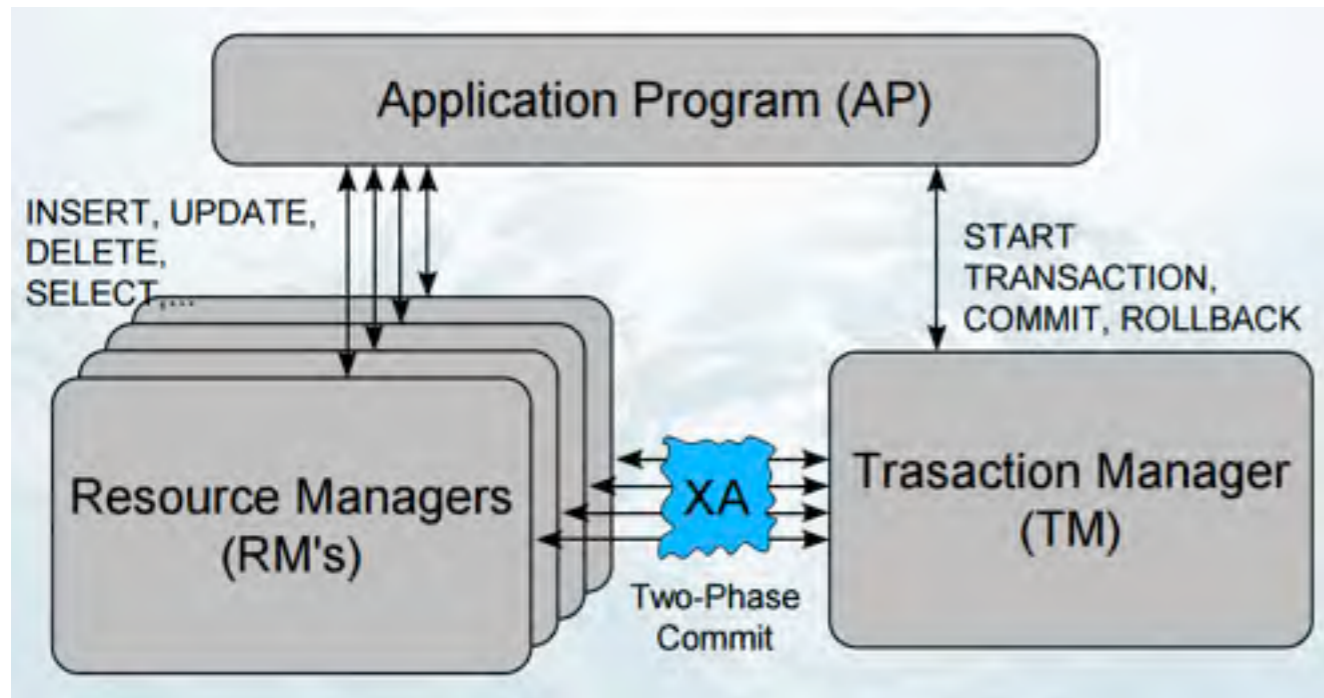 Application Program (AP)
INSERT, UPDATE,
DELETE,
SELECT,...
START
TRANSACTION,
COMMIT, ROLLBACK
Resource Managers
(RM's)
XA
Two-Phase
Commit
Trasaction Manager
(TM)